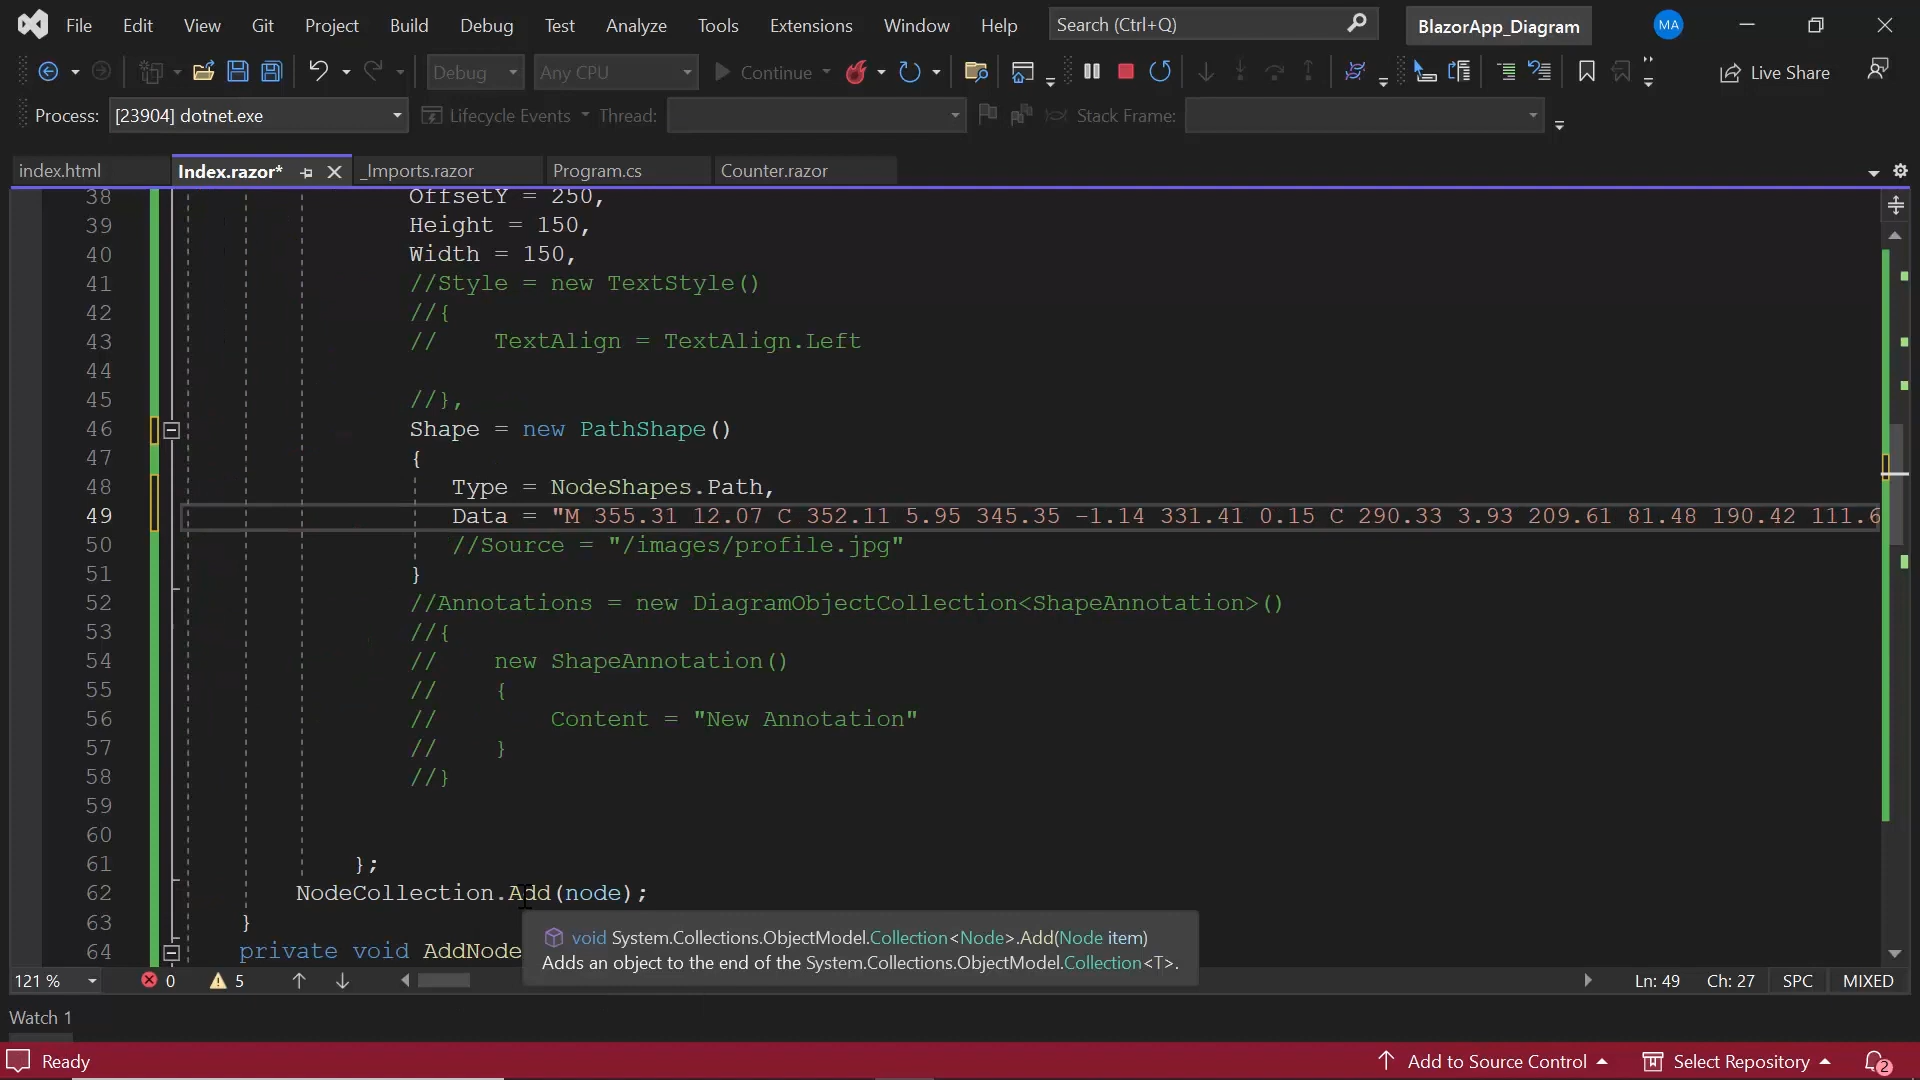 File Edit View Git Project Build Debug Test Analyze Tools Extensions Window Help Search (Ctrl+Q) BlazorApp_Diagram MA
Debug Any CPU Continue Live Share
Process: [23904] dotnet.exe Lifecycle Events Thread: Stack Frame:
index.html Index.razor* _Imports.razor Program.cs Counter.razor
38 OffsetY = 250,
39 Height = 150,
40 Width = 150,
41 //Style = new TextStyle()
42 //{
43 // TextAlign = TextAlign.Left
44
45 //},
46 Shape = new PathShape()
47 {
48 Type = NodeShapes.Path,
49 Data = "M 355.31 12.07 C 352.11 5.95 345.35 -1.14 331.41 0.15 C 290.33 3.93 209.61 81.48 190.42 111.6
50 //Source = "/images/profile.jpg"
51 }
52 //Annotations = new DiagramObjectCollection<ShapeAnnotation>()
53 //{
54 // new ShapeAnnotation()
55 // {
56 // Content = "New Annotation"
57 // }
58 //}
59
60
61 };
62 NodeCollection.Add(node);
63 }
64 private void AddNode
void System.Collections.ObjectModel.Collection<Node>.Add(Node item)
Adds an object to the end of the System.Collections.ObjectModel.Collection<T>.
121 % 0 5 Ln: 49 Ch: 27 SPC MIXED
Watch 1
Ready Add to Source Control Select Repository 2